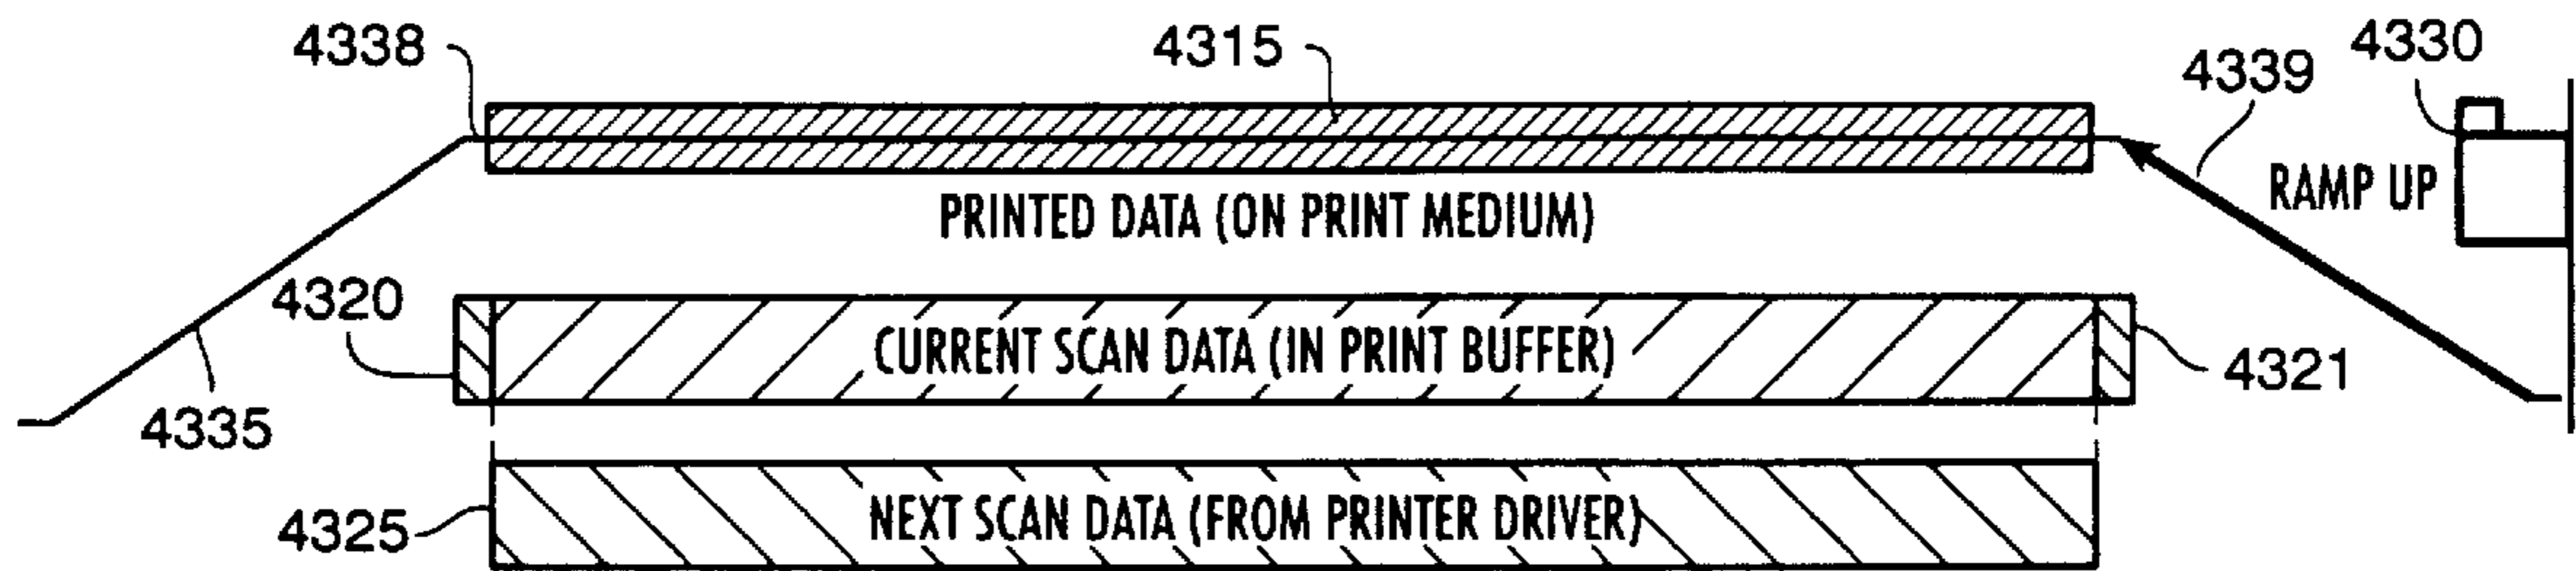 4338
4315
4330
4339
RAMP UP
PRINTED DATA (ON PRINT MEDIUM)
4320
CURRENT SCAN DATA (IN PRINT BUFFER)
4321
4335
NEXT SCAN DATA (FROM PRINTER DRIVER)
4325